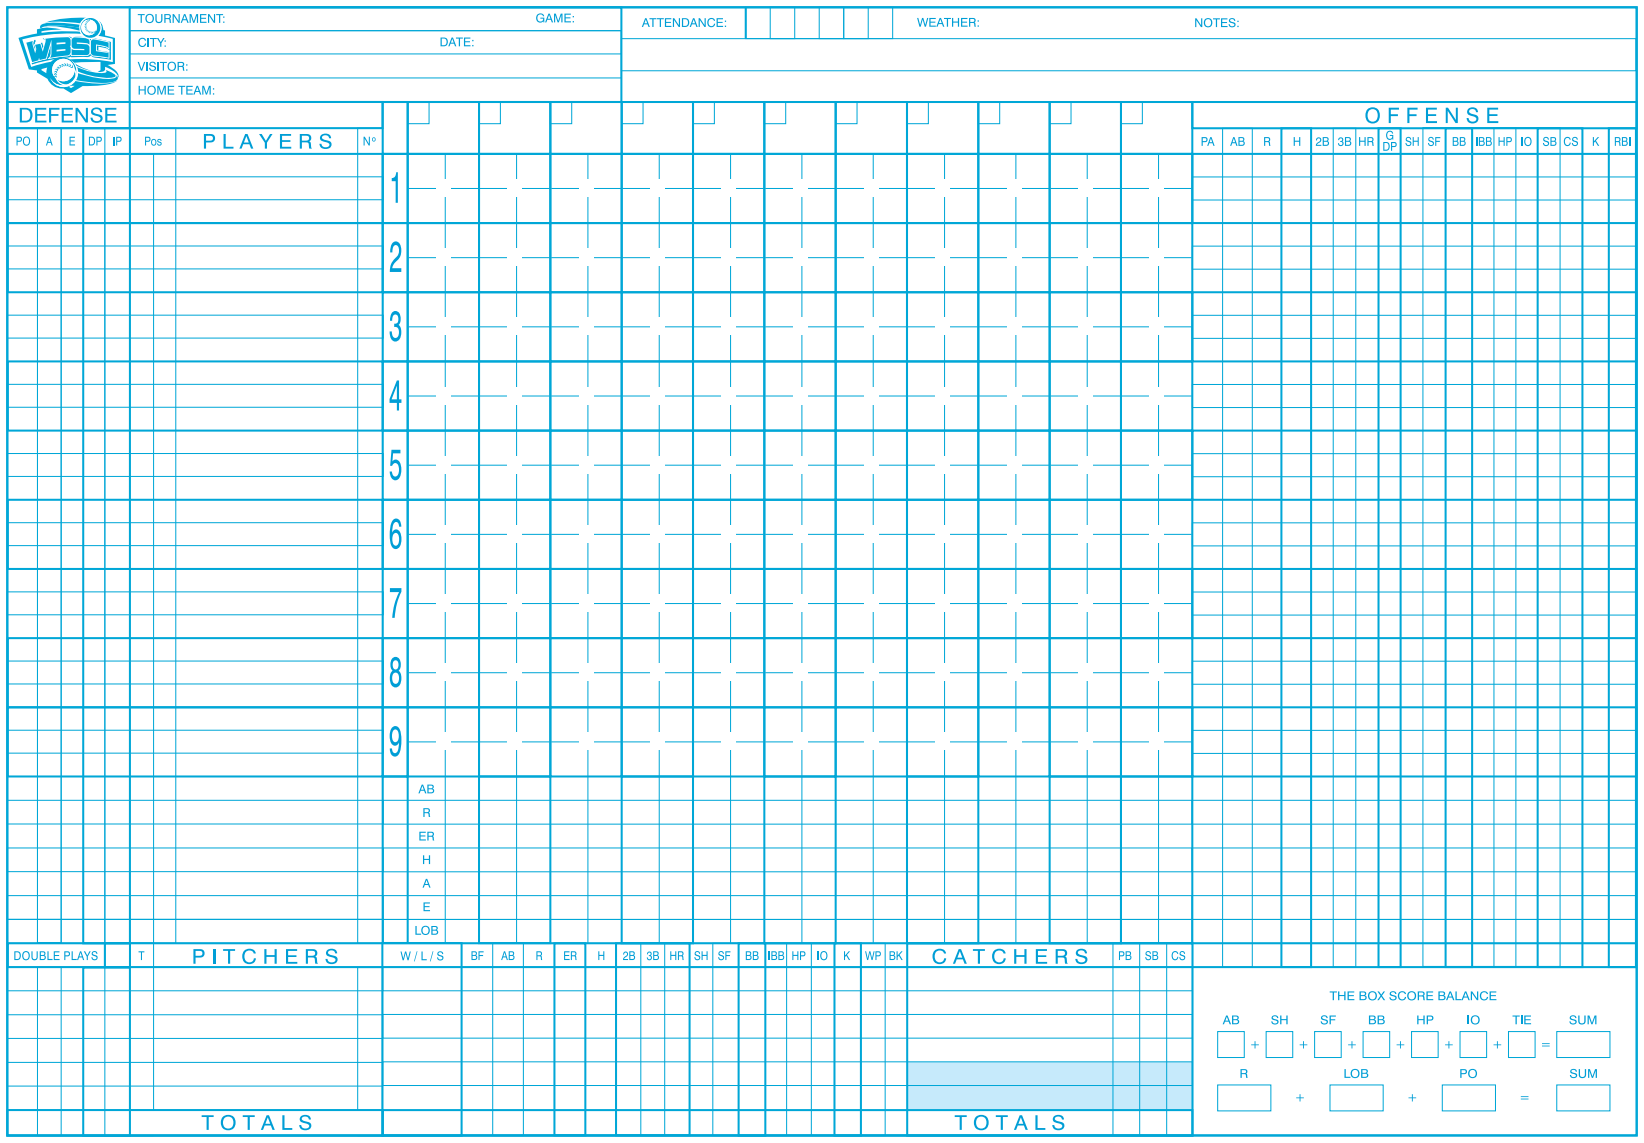 WBSC
TOURNAMENT: GAME:
CITY: DATE:
VISITOR:
HOME TEAM:
ATTENDANCE: WEATHER: NOTES:
DEFENSE
PO A E DP IP Pos PLAYERS Nº
OFFENSE
PA AB R H 2B 3B HR G DP SH SF BB IBB HP IO SB CS K RBI
1
2
3
4
5
6
7
8
9
AB
R
ER
H
A
E
LOB
DOUBLE PLAYS T PITCHERS W / L / S BF AB R ER H 2B 3B HR SH SF BB IBB HP IO K WP BK CATCHERS PB SB CS
TOTALS TOTALS
THE BOX SCORE BALANCE
AB SH SF BB HP IO TIE SUM
+ + + + + + =
R LOB PO SUM
+ + =